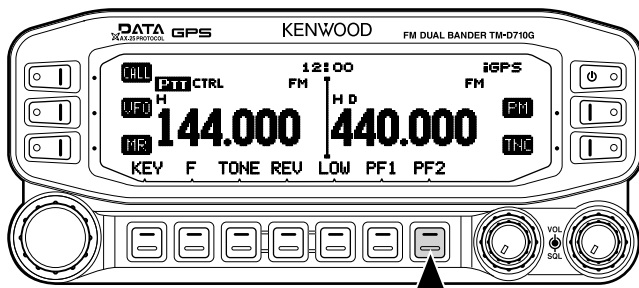 DATA GPS KENWOOD FM DUAL BANDER TM-D710G
AX.25 PROTOCOL
CALL 12:00 iGPS
PTT CTRL FM FM
VFO H H D PM
144.000 440.000
MR TNC
KEY F TONE REV LOW PF1 PF2
VOL
SQL